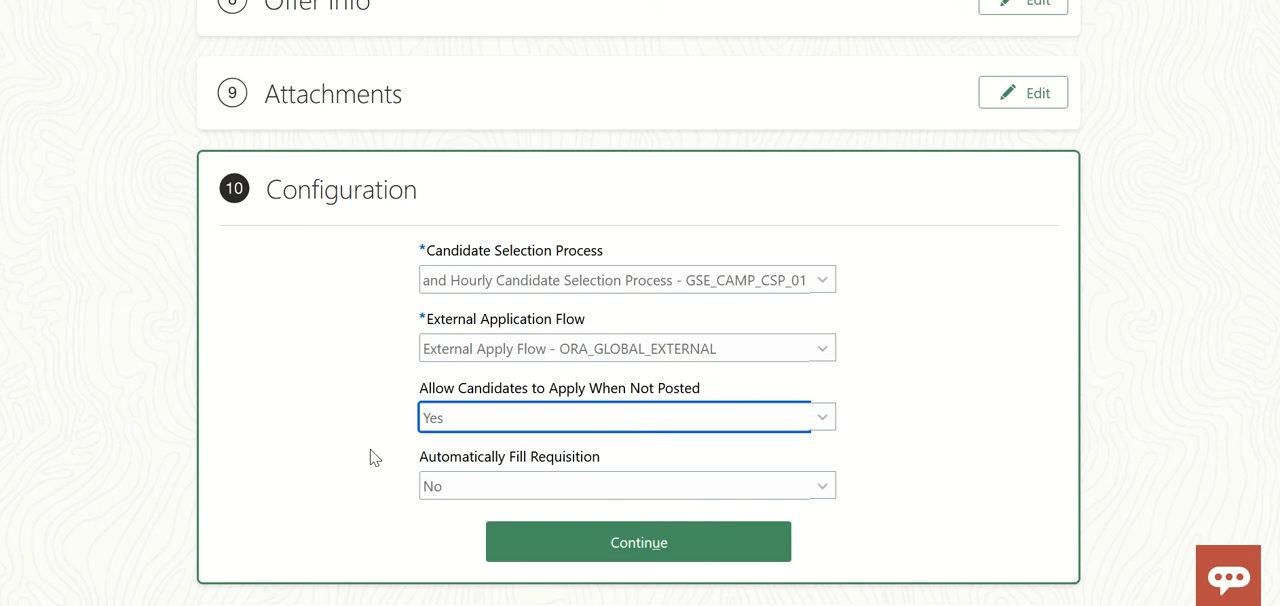 8 Offer Info
Edit
9 Attachments
Edit
10 Configuration
*Candidate Selection Process
and Hourly Candidate Selection Process - GSE_CAMP_CSP_01
*External Application Flow
External Apply Flow - ORA_GLOBAL_EXTERNAL
Allow Candidates to Apply When Not Posted
Yes
Automatically Fill Requisition
No
Continue